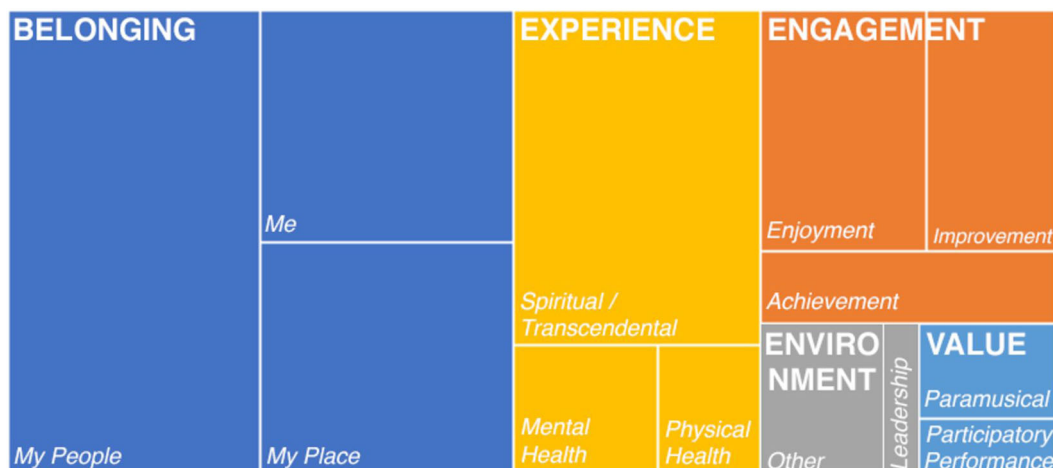 BELONGING
Me
My People
My Place
EXPERIENCE
Spiritual /
Transcendental
Mental
Health
Physical
Health
ENGAGEMENT
Enjoyment
Improvement
Achievement
ENVIRO
NMENT
Other
Leadership
VALUE
Paramusical
Participatory
Performance